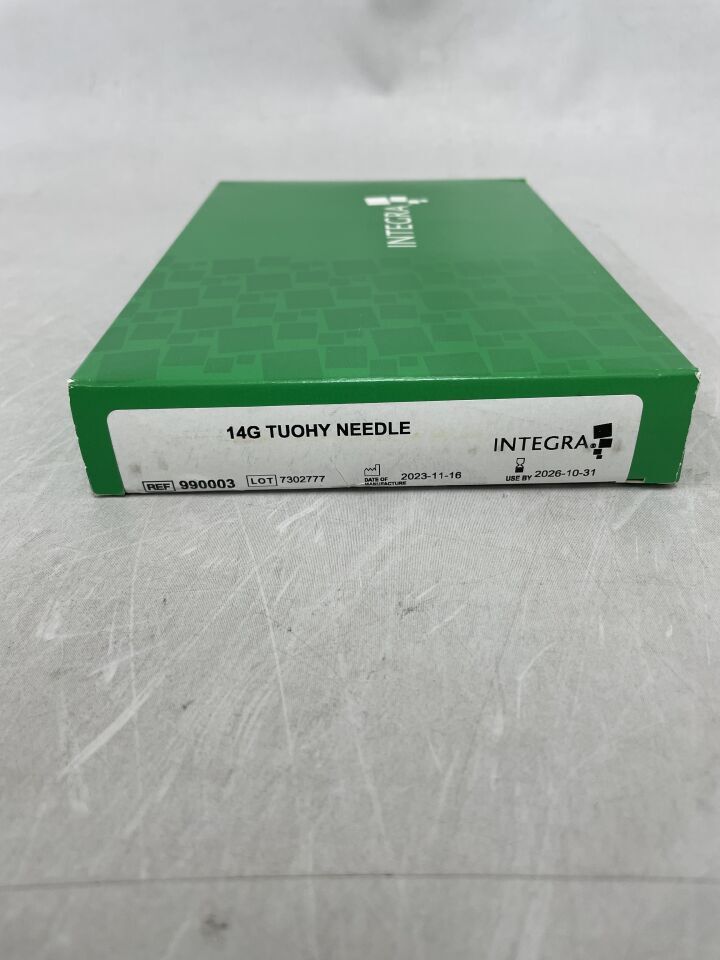 INTEGRA
14G TUOHY NEEDLE
INTEGRA®
REF 990003 LOT 7302777 DATE OF MANUFACTURE 2023-11-16 USE BY 2026-10-31